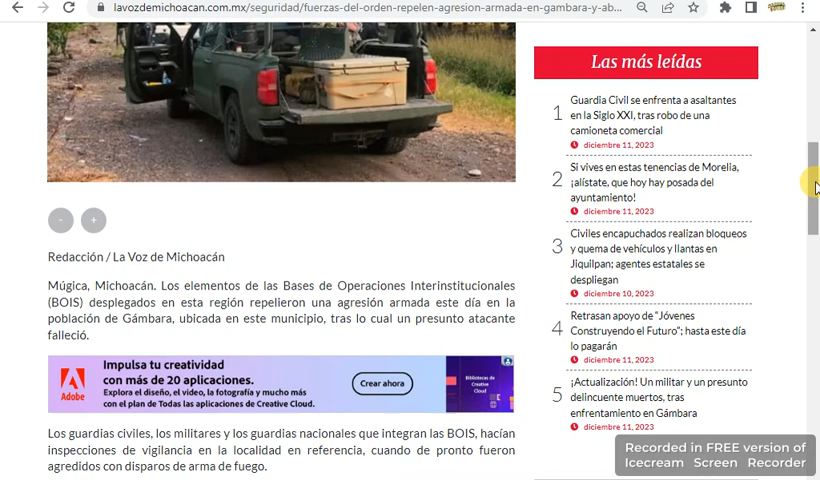 lavozdemichoacan.com.mx/seguridad/fuerzas-del-orden-repelen-agresion-armada-en-gambara-y-ab...
Las más leídas
1
Guardia Civil se enfrenta a asaltantes
en la Siglo XXI, tras robo de una
camioneta comercial
diciembre 11, 2023
2
Si vives en estas tenencias de Morelia,
¡alístate, que hoy hay posada del
ayuntamiento!
diciembre 11, 2023
3
Civiles encapuchados realizan bloqueos
y quema de vehículos y llantas en
Jiquilpan; agentes estatales se
despliegan
diciembre 10, 2023
4
Retrasan apoyo de “Jóvenes
Construyendo el Futuro”; hasta este día
lo pagarán
diciembre 11, 2023
5
¡Actualización! Un militar y un presunto
delincuente muertos, tras
enfrentamiento en Gámbara
diciembre 11, 2023
- +
Redacción / La Voz de Michoacán
Múgica, Michoacán. Los elementos de las Bases de Operaciones Interinstitucionales
(BOIS) desplegados en esta región repelieron una agresión armada este día en la
población de Gámbara, ubicada en este municipio, tras lo cual un presunto atacante
falleció.
Adobe
Impulsa tu creatividad
con más de 20 aplicaciones.
Explora el diseño, el video, la fotografía y mucho más
con el plan de Todas las aplicaciones de Creative Cloud.
Crear ahora
Bibliotecas de
Creative Cloud
Los guardias civiles, los militares y los guardias nacionales que integran las BOIS, hacían
inspecciones de vigilancia en la localidad en referencia, cuando de pronto fueron
agredidos con disparos de arma de fuego.
Recorded in FREE version of
Icecream Screen Recorder